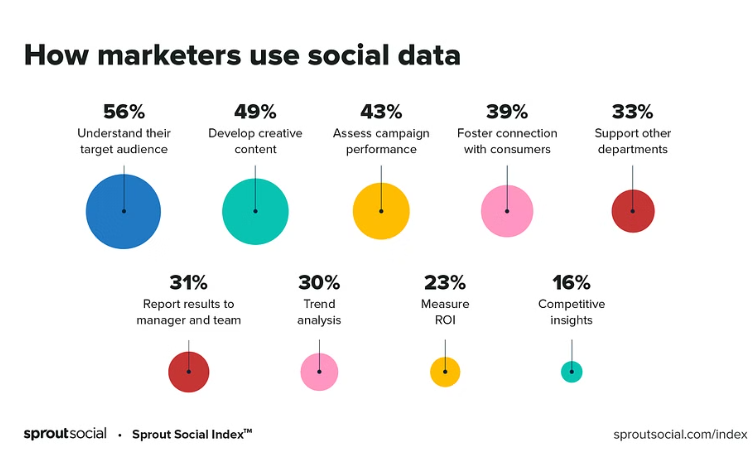 How marketers use social data
56%
Understand their
target audience
49%
Develop creative
content
43%
Assess campaign
performance
39%
Foster connection
with consumers
33%
Support other
departments
31%
Report results to
manager and team
30%
Trend
analysis
23%
Measure
ROI
16%
Competitive
insights
sproutsocial • Sprout Social Index™
sproutsocial.com/index